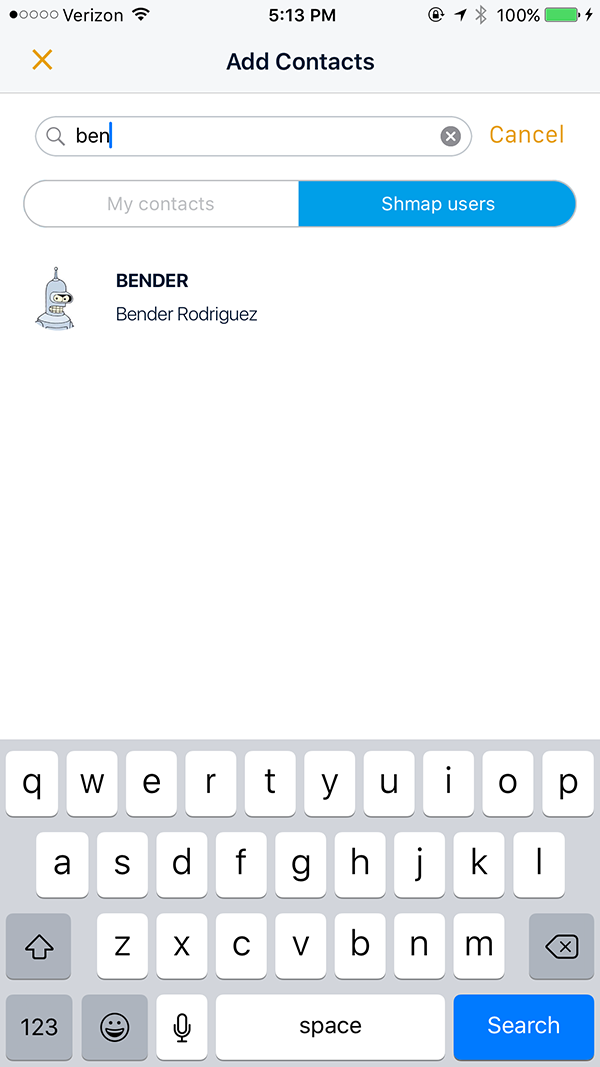 Verizon 5:13 PM 100%
Add Contacts
ben Cancel
My contacts Shmap users
BENDER
Bender Rodriguez
q w e r t y u i o p
a s d f g h j k l
z x c v b n m
123 space Search